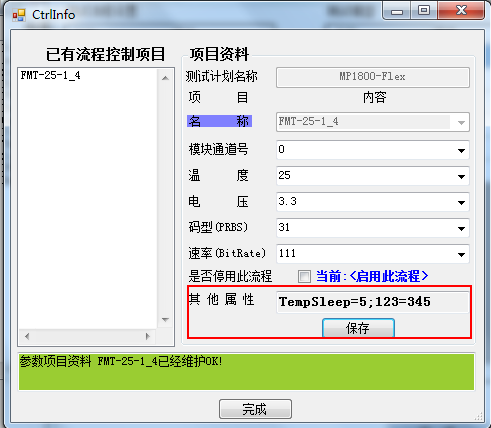 CtrlInfo
已有流程控制项目
FMT-25-1_4
项目资料
测试计划名称 MP1800-Flex
项 目 内容
名 称 FMT-25-1_4
模块通道号 0
温 度 25
电 压 3.3
码型(PRBS) 31
速率(BitRate) 111
是否停用此流程 当前:<启用此流程>
其 他 属 性 TempSleep=5;123=345
保存
参数项目资料 FMT-25-1_4已经维护OK!
完成